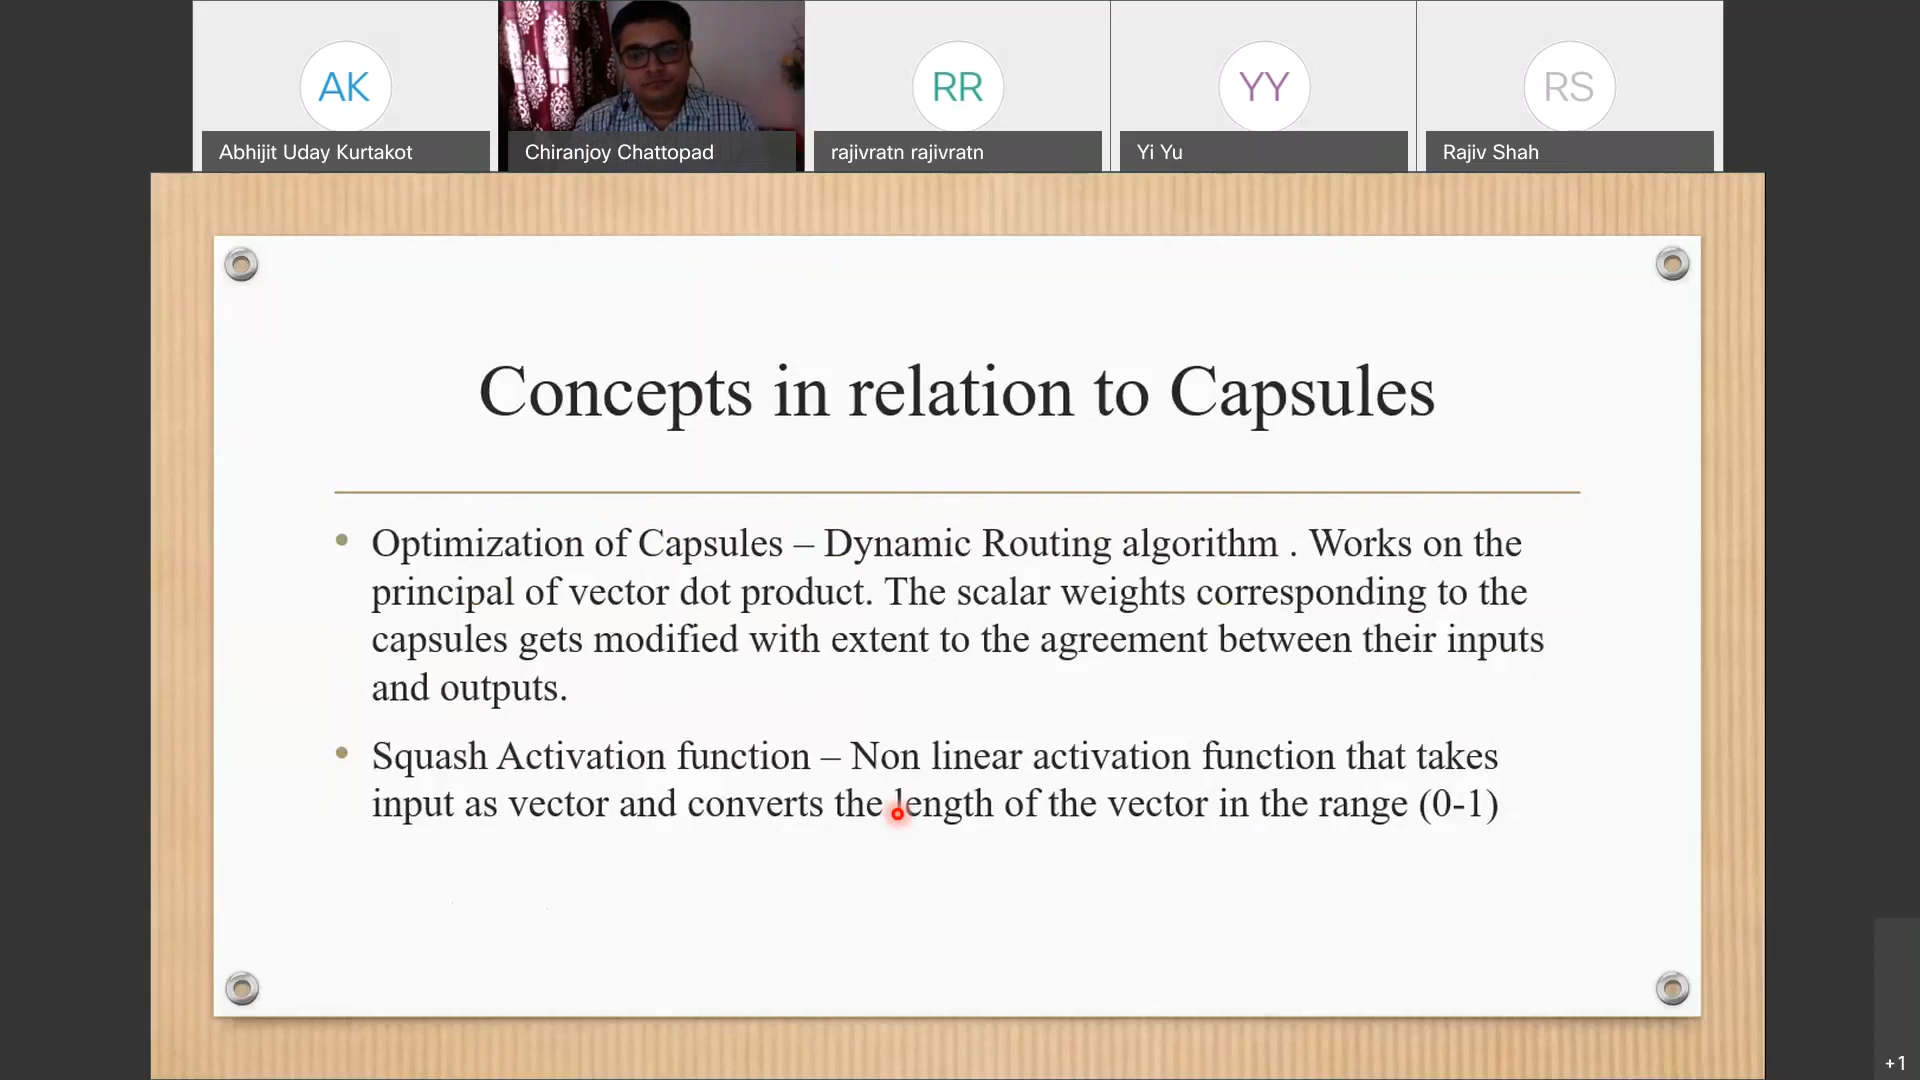 AK
RR
YY
RS
Abhijit Uday Kurtakot
Chiranjoy Chattopad
rajivratn rajivratn
Yi Yu
Rajiv Shah
Concepts in relation to Capsules
• Optimization of Capsules – Dynamic Routing algorithm . Works on the
principal of vector dot product. The scalar weights corresponding to the
capsules gets modified with extent to the agreement between their inputs
and outputs.
• Squash Activation function – Non linear activation function that takes
input as vector and converts the length of the vector in the range (0-1)
+1